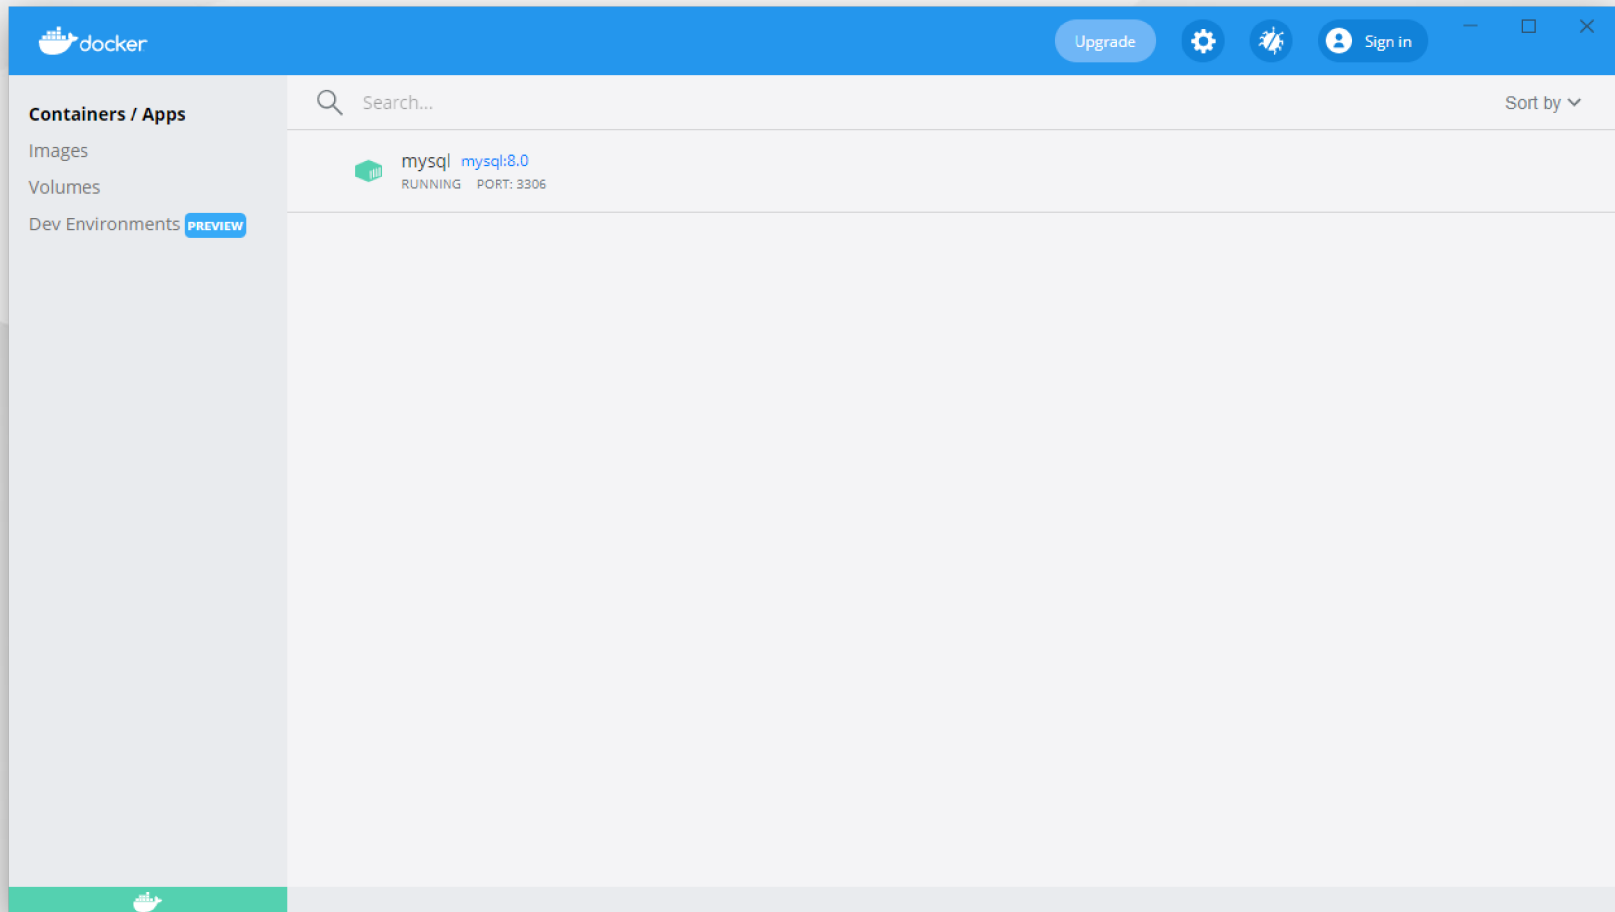 docker
Upgrade
Sign in
Containers / Apps
Images
Volumes
Dev Environments PREVIEW
Search...
Sort by
mysql mysql:8.0
RUNNING PORT: 3306